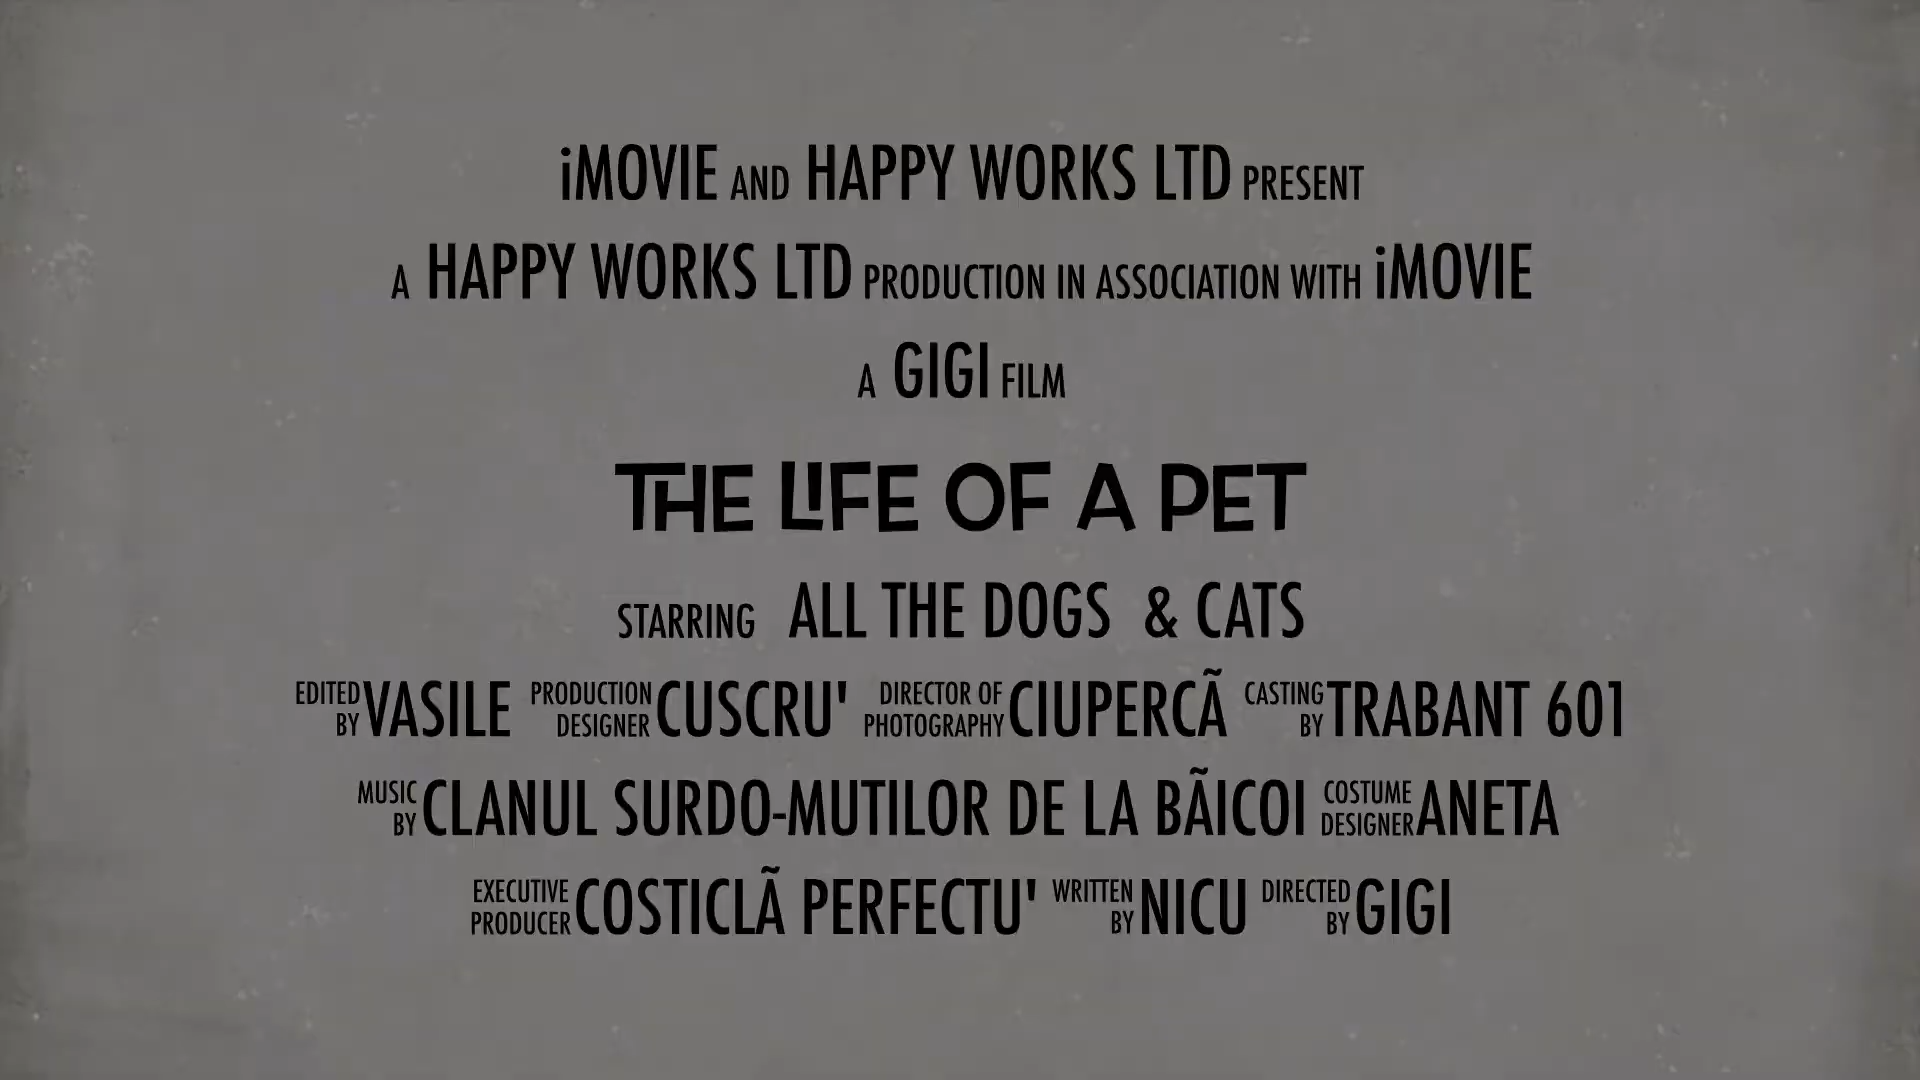 iMOVIE AND HAPPY WORKS LTD PRESENT
A HAPPY WORKS LTD PRODUCTION IN ASSOCIATION WITH iMOVIE
A GIGI FILM
THE LIFE OF A PET
STARRING ALL THE DOGS & CATS
EDITED BY VASILE PRODUCTION DESIGNER CUSCRU' DIRECTOR OF PHOTOGRAPHY CIUPERCÃ CASTING BY TRABANT 601
MUSIC BY CLANUL SURDO-MUTILOR DE LA BÃICOI COSTUME DESIGNER ANETA
EXECUTIVE PRODUCER COSTICLÃ PERFECTU' WRITTEN BY NICU DIRECTED BY GIGI